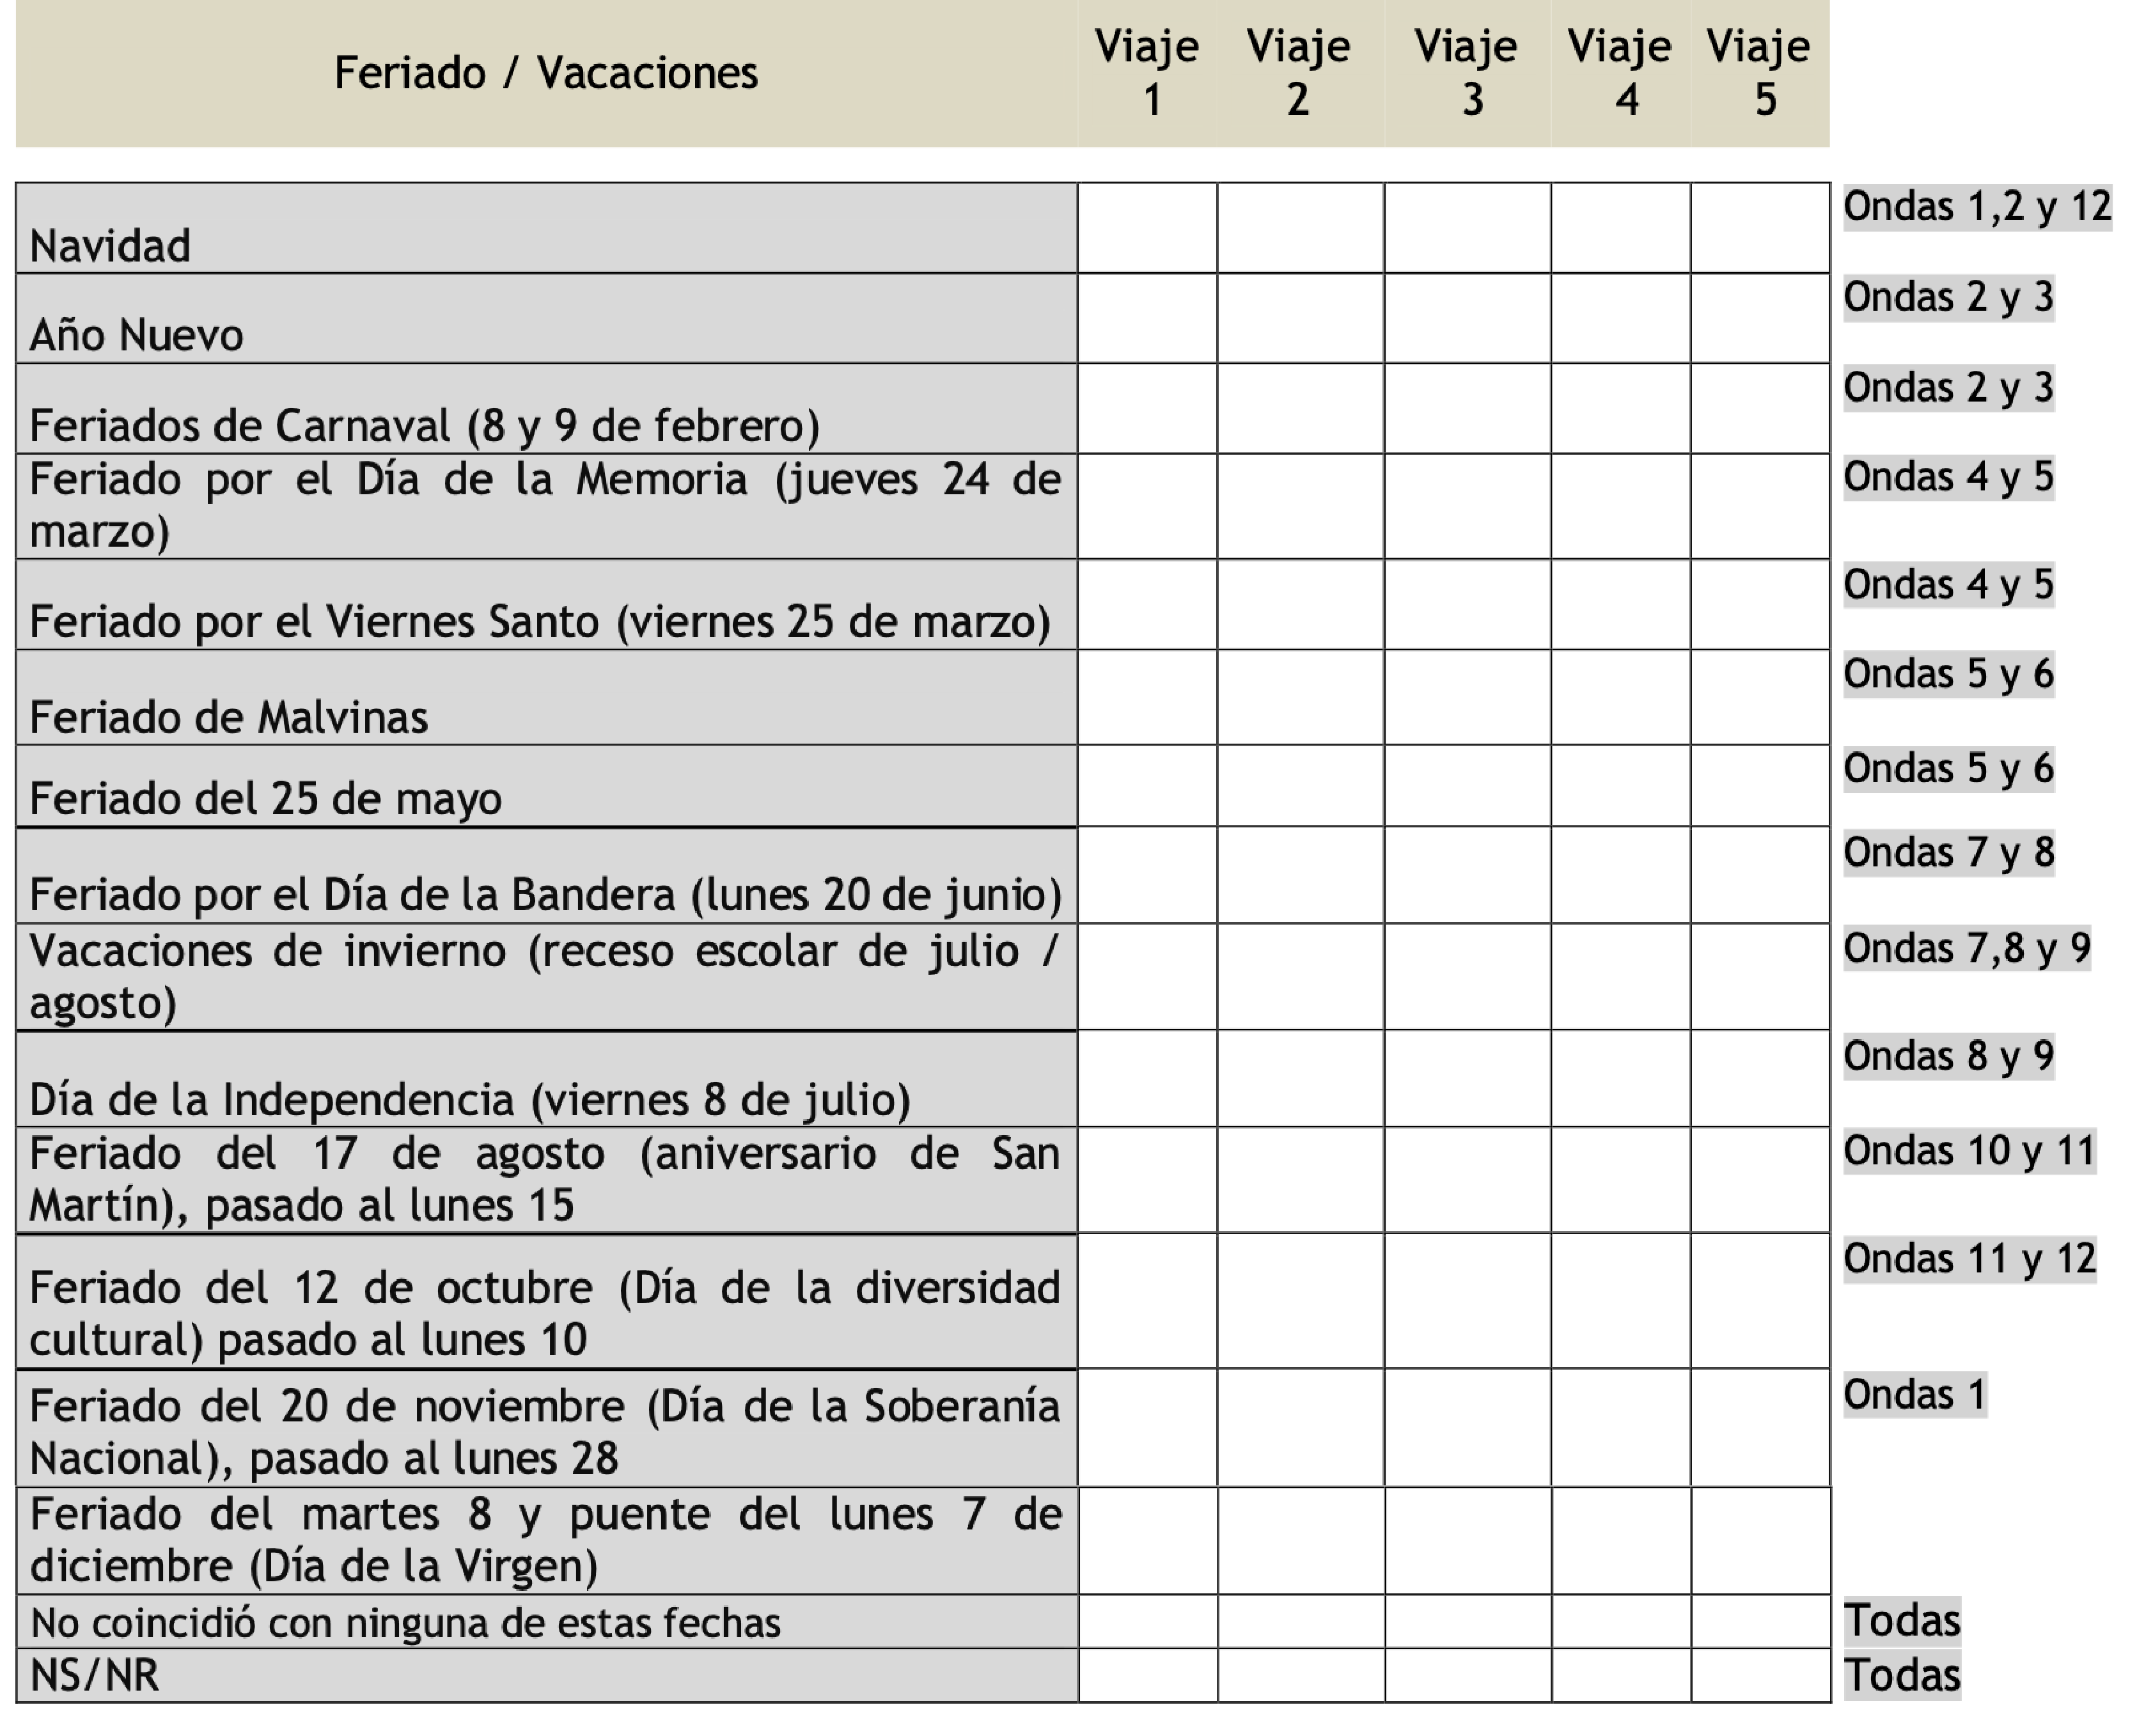 Feriado / Vacaciones
Viaje 1
Viaje 2
Viaje 3
Viaje 4
Viaje 5
Navidad
Ondas 1,2 y 12
Año Nuevo
Ondas 2 y 3
Feriados de Carnaval (8 y 9 de febrero)
Ondas 2 y 3
Feriado por el Día de la Memoria (jueves 24 de
marzo)
Ondas 4 y 5
Feriado por el Viernes Santo (viernes 25 de marzo)
Ondas 4 y 5
Feriado de Malvinas
Ondas 5 y 6
Feriado del 25 de mayo
Ondas 5 y 6
Feriado por el Día de la Bandera (lunes 20 de junio)
Ondas 7 y 8
Vacaciones de invierno (receso escolar de julio /
agosto)
Ondas 7,8 y 9
Día de la Independencia (viernes 8 de julio)
Ondas 8 y 9
Feriado del 17 de agosto (aniversario de San
Martín), pasado al lunes 15
Ondas 10 y 11
Feriado del 12 de octubre (Día de la diversidad
cultural) pasado al lunes 10
Ondas 11 y 12
Feriado del 20 de noviembre (Día de la Soberanía
Nacional), pasado al lunes 28
Ondas 1
Feriado del martes 8 y puente del lunes 7 de
diciembre (Día de la Virgen)
No coincidió con ninguna de estas fechas
Todas
NS/NR
Todas